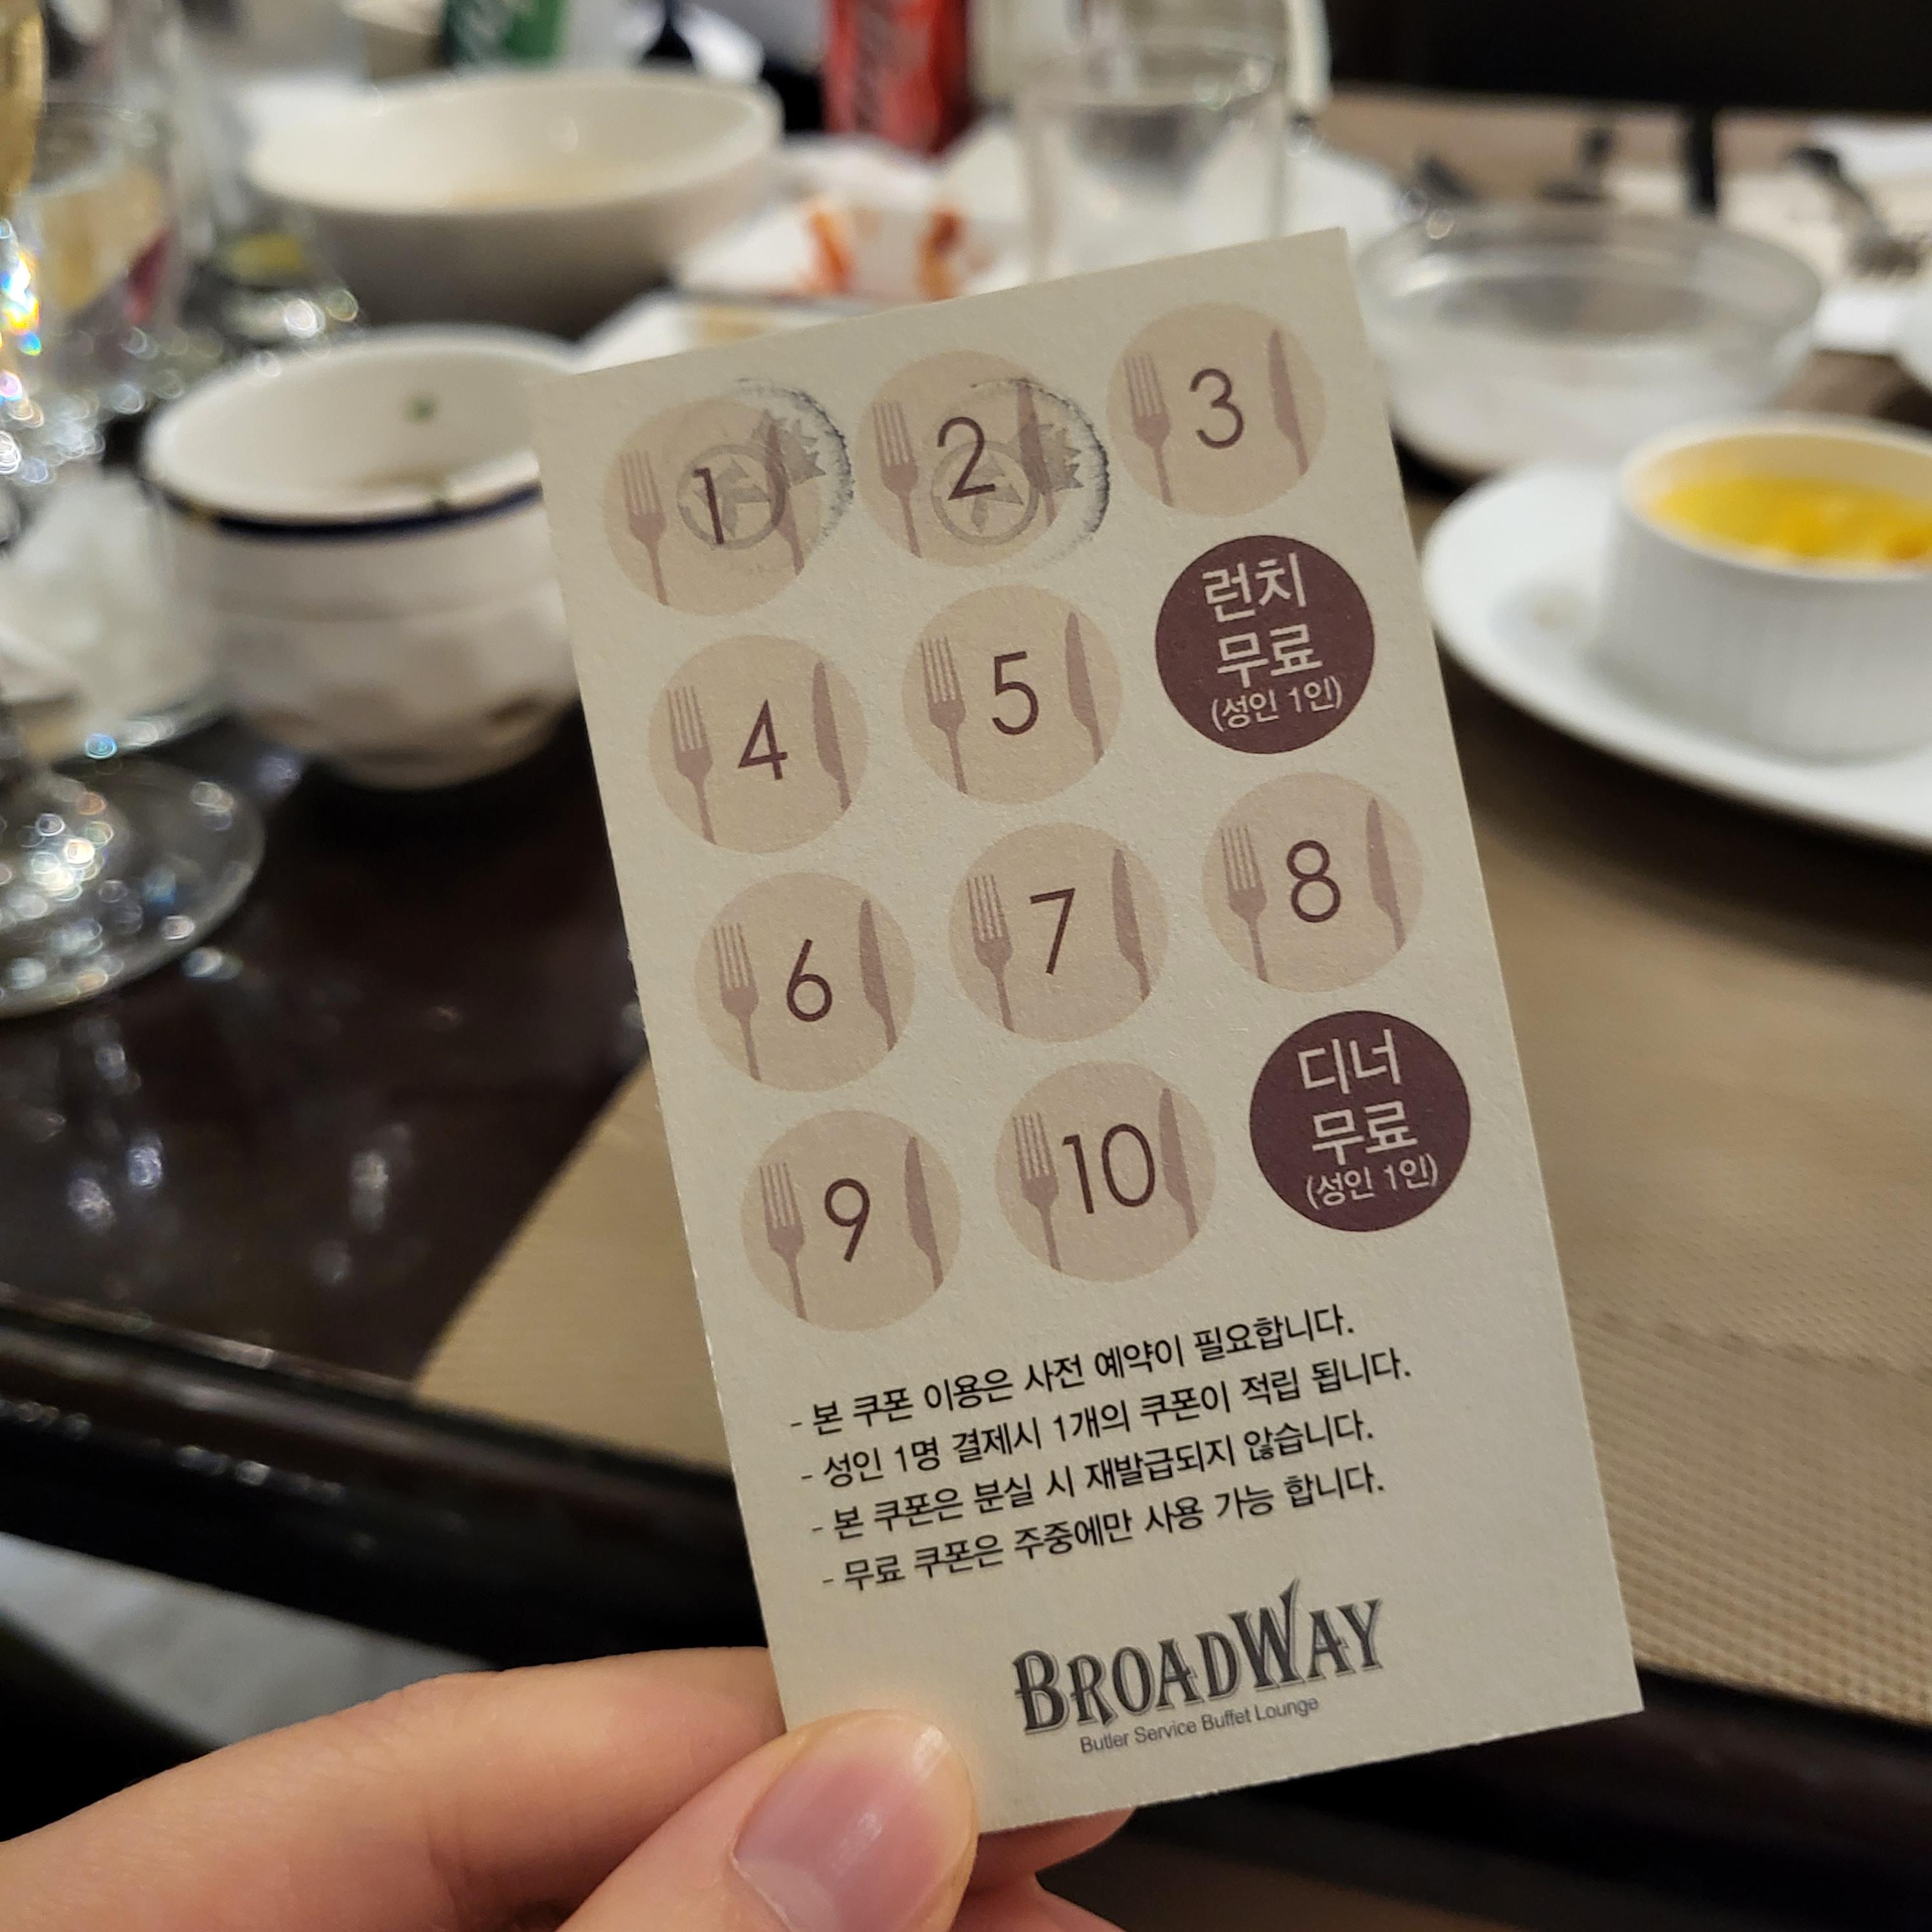 1 2 3
4 5 런치
무료
(성인 1인)
6 7 8
9 10 디너
무료
(성인 1인)
- 본 쿠폰 이용은 사전 예약이 필요합니다.
- 성인 1명 결제시 1개의 쿠폰이 적립 됩니다.
- 본 쿠폰은 분실 시 재발급되지 않습니다.
- 무료 쿠폰은 주중에만 사용 가능 합니다.
BROADWAY
Butler Service Buffet Lounge